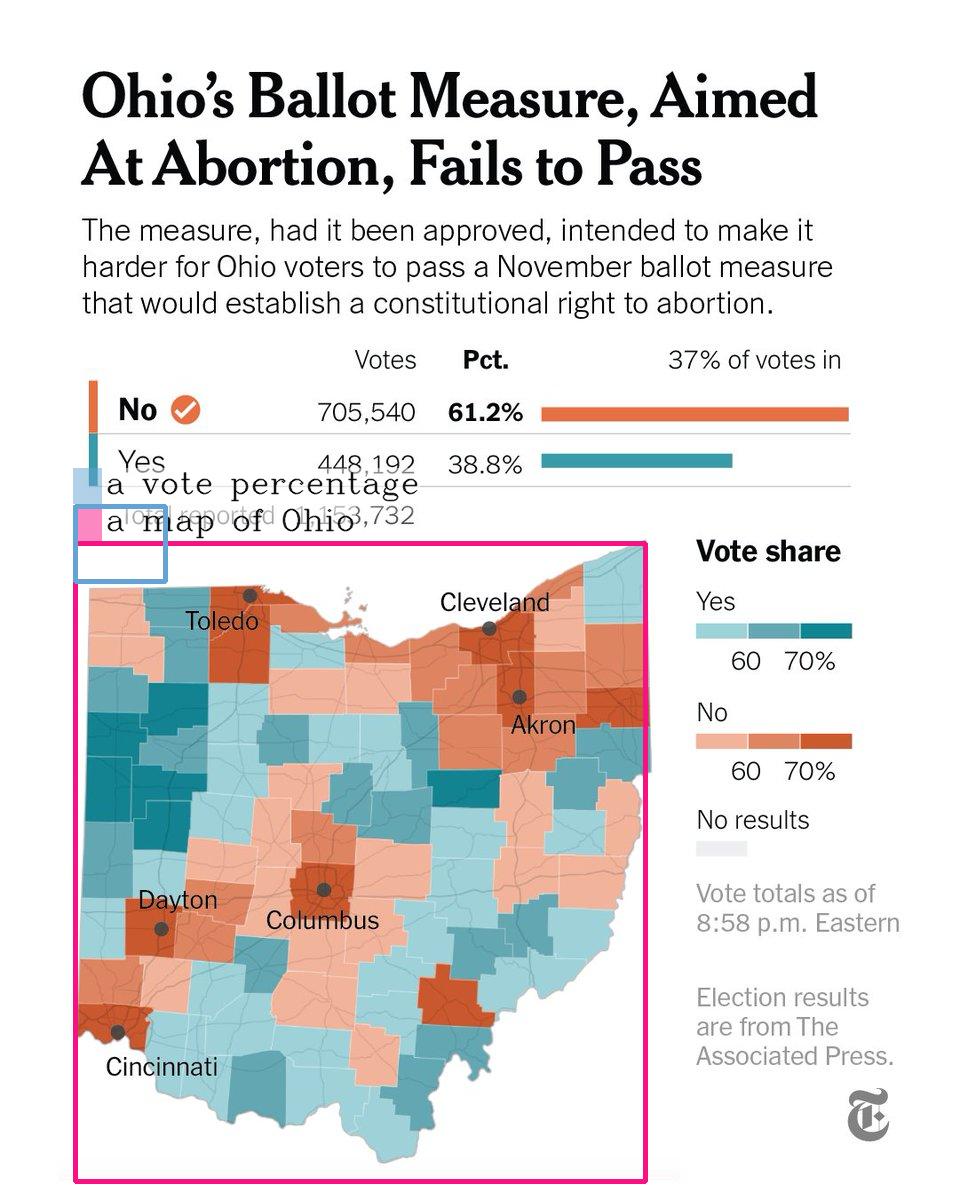 Ohio's Ballot Measure, Aimed
At Abortion, Fails to Pass
The measure, had it been approved, intended to make it
harder for Ohio voters to pass a November ballot measure
that would establish a constitutional right to abortion.
Votes Pct. 37% of votes in
No 705,540 61.2%
Yes 448,192 38.8%
a vote percentage
Total reported 1,153,732
a map of Ohio
Vote share
Yes
60 70%
No
60 70%
No results
Vote totals as of
8:58 p.m. Eastern
Election results
are from The
Associated Press.
Toledo
Cleveland
Akron
Dayton
Columbus
Cincinnati
T